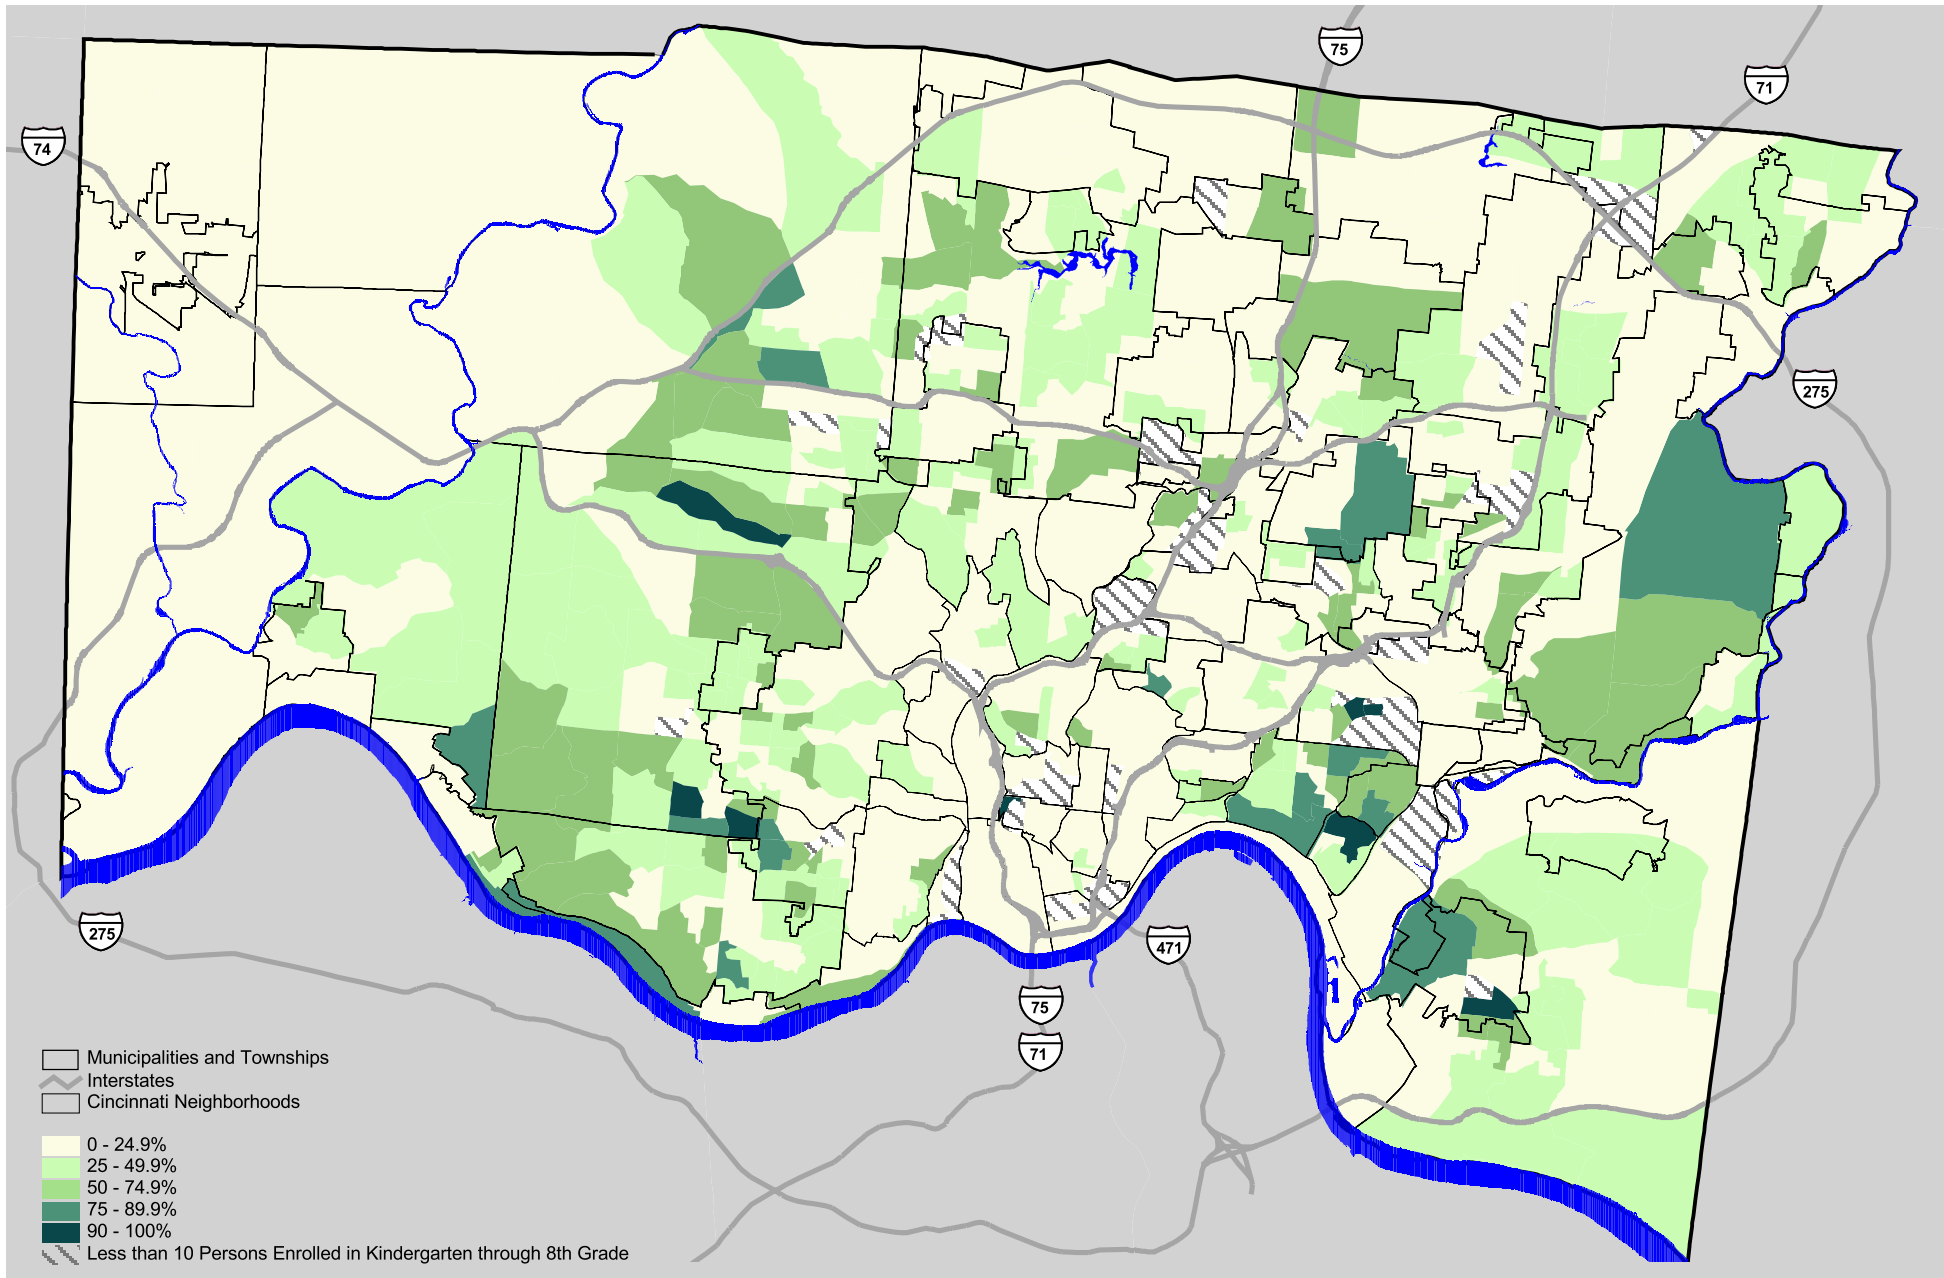 75
71
74
275
275
471
75
71
Municipalities and Townships
Interstates
Cincinnati Neighborhoods
0 - 24.9%
25 - 49.9%
50 - 74.9%
75 - 89.9%
90 - 100%
Less than 10 Persons Enrolled in Kindergarten through 8th Grade